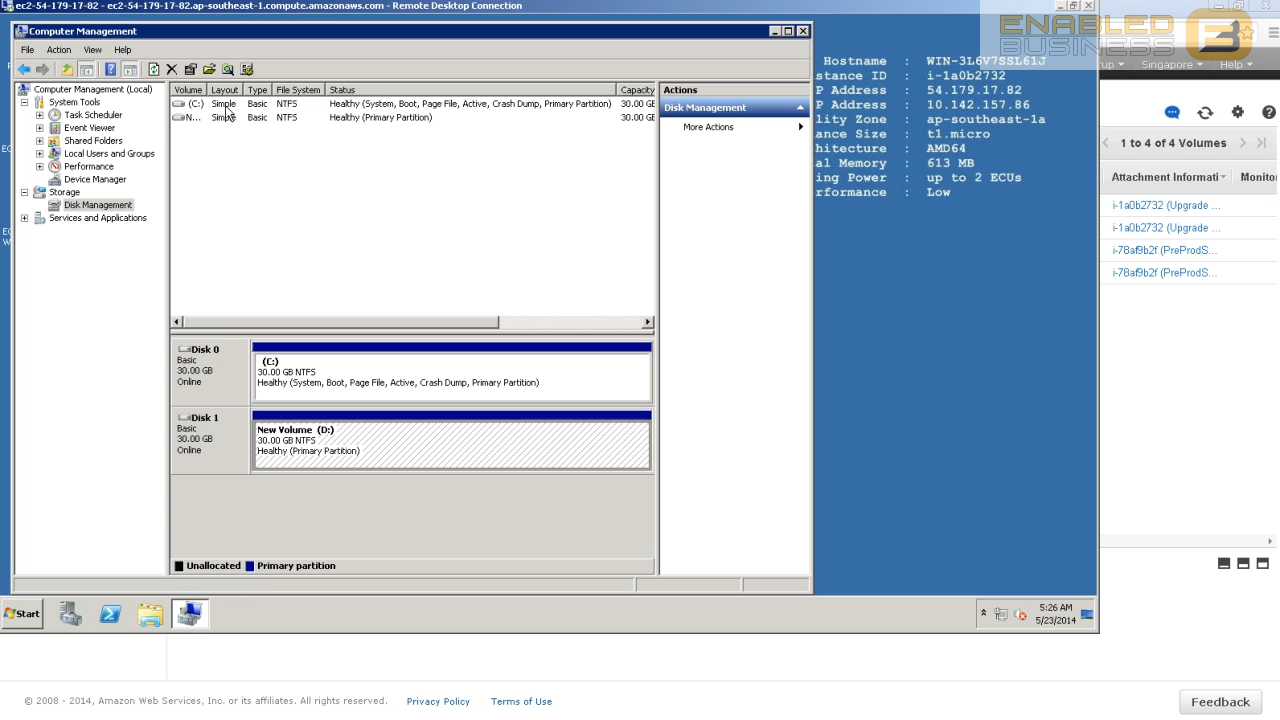 ec2-54-179-17-82 - ec2-54-179-17-82.ap-southeast-1.compute.amazonaws.com - Remote Desktop Connection
ENABLED
BUSINESS
Computer Management
File Action View Help
Computer Management (Local)
System Tools
Task Scheduler
Event Viewer
Shared Folders
Local Users and Groups
Performance
Device Manager
Storage
Disk Management
Services and Applications
Volume Layout Type File System Status Capacity
(C:) Simple Basic NTFS Healthy (System, Boot, Page File, Active, Crash Dump, Primary Partition) 30.00 GB
N... Simple Basic NTFS Healthy (Primary Partition) 30.00 GB
Disk 0
Basic
30.00 GB
Online
(C:)
30.00 GB NTFS
Healthy (System, Boot, Page File, Active, Crash Dump, Primary Partition)
Disk 1
Basic
30.00 GB
Online
New Volume (D:)
30.00 GB NTFS
Healthy (Primary Partition)
Unallocated Primary partition
Actions
Disk Management
More Actions
Hostname : WIN-3L6V7SSL61J
stance ID : i-1a0b2732
P Address : 54.179.17.82
P Address : 10.142.157.86
lity Zone : ap-southeast-1a
ance Size : t1.micro
hitecture : AMD64
al Memory : 613 MB
ing Power : up to 2 ECUs
rformance : Low
up Singapore Help
1 to 4 of 4 Volumes
Attachment Informati Monito
i-1a0b2732 (Upgrade ...
i-1a0b2732 (Upgrade ...
i-78af9b2f (PreProdS...
i-78af9b2f (PreProdS...
Start
5:26 AM
5/23/2014
© 2008 - 2014, Amazon Web Services, Inc. or its affiliates. All rights reserved. Privacy Policy Terms of Use
Feedback